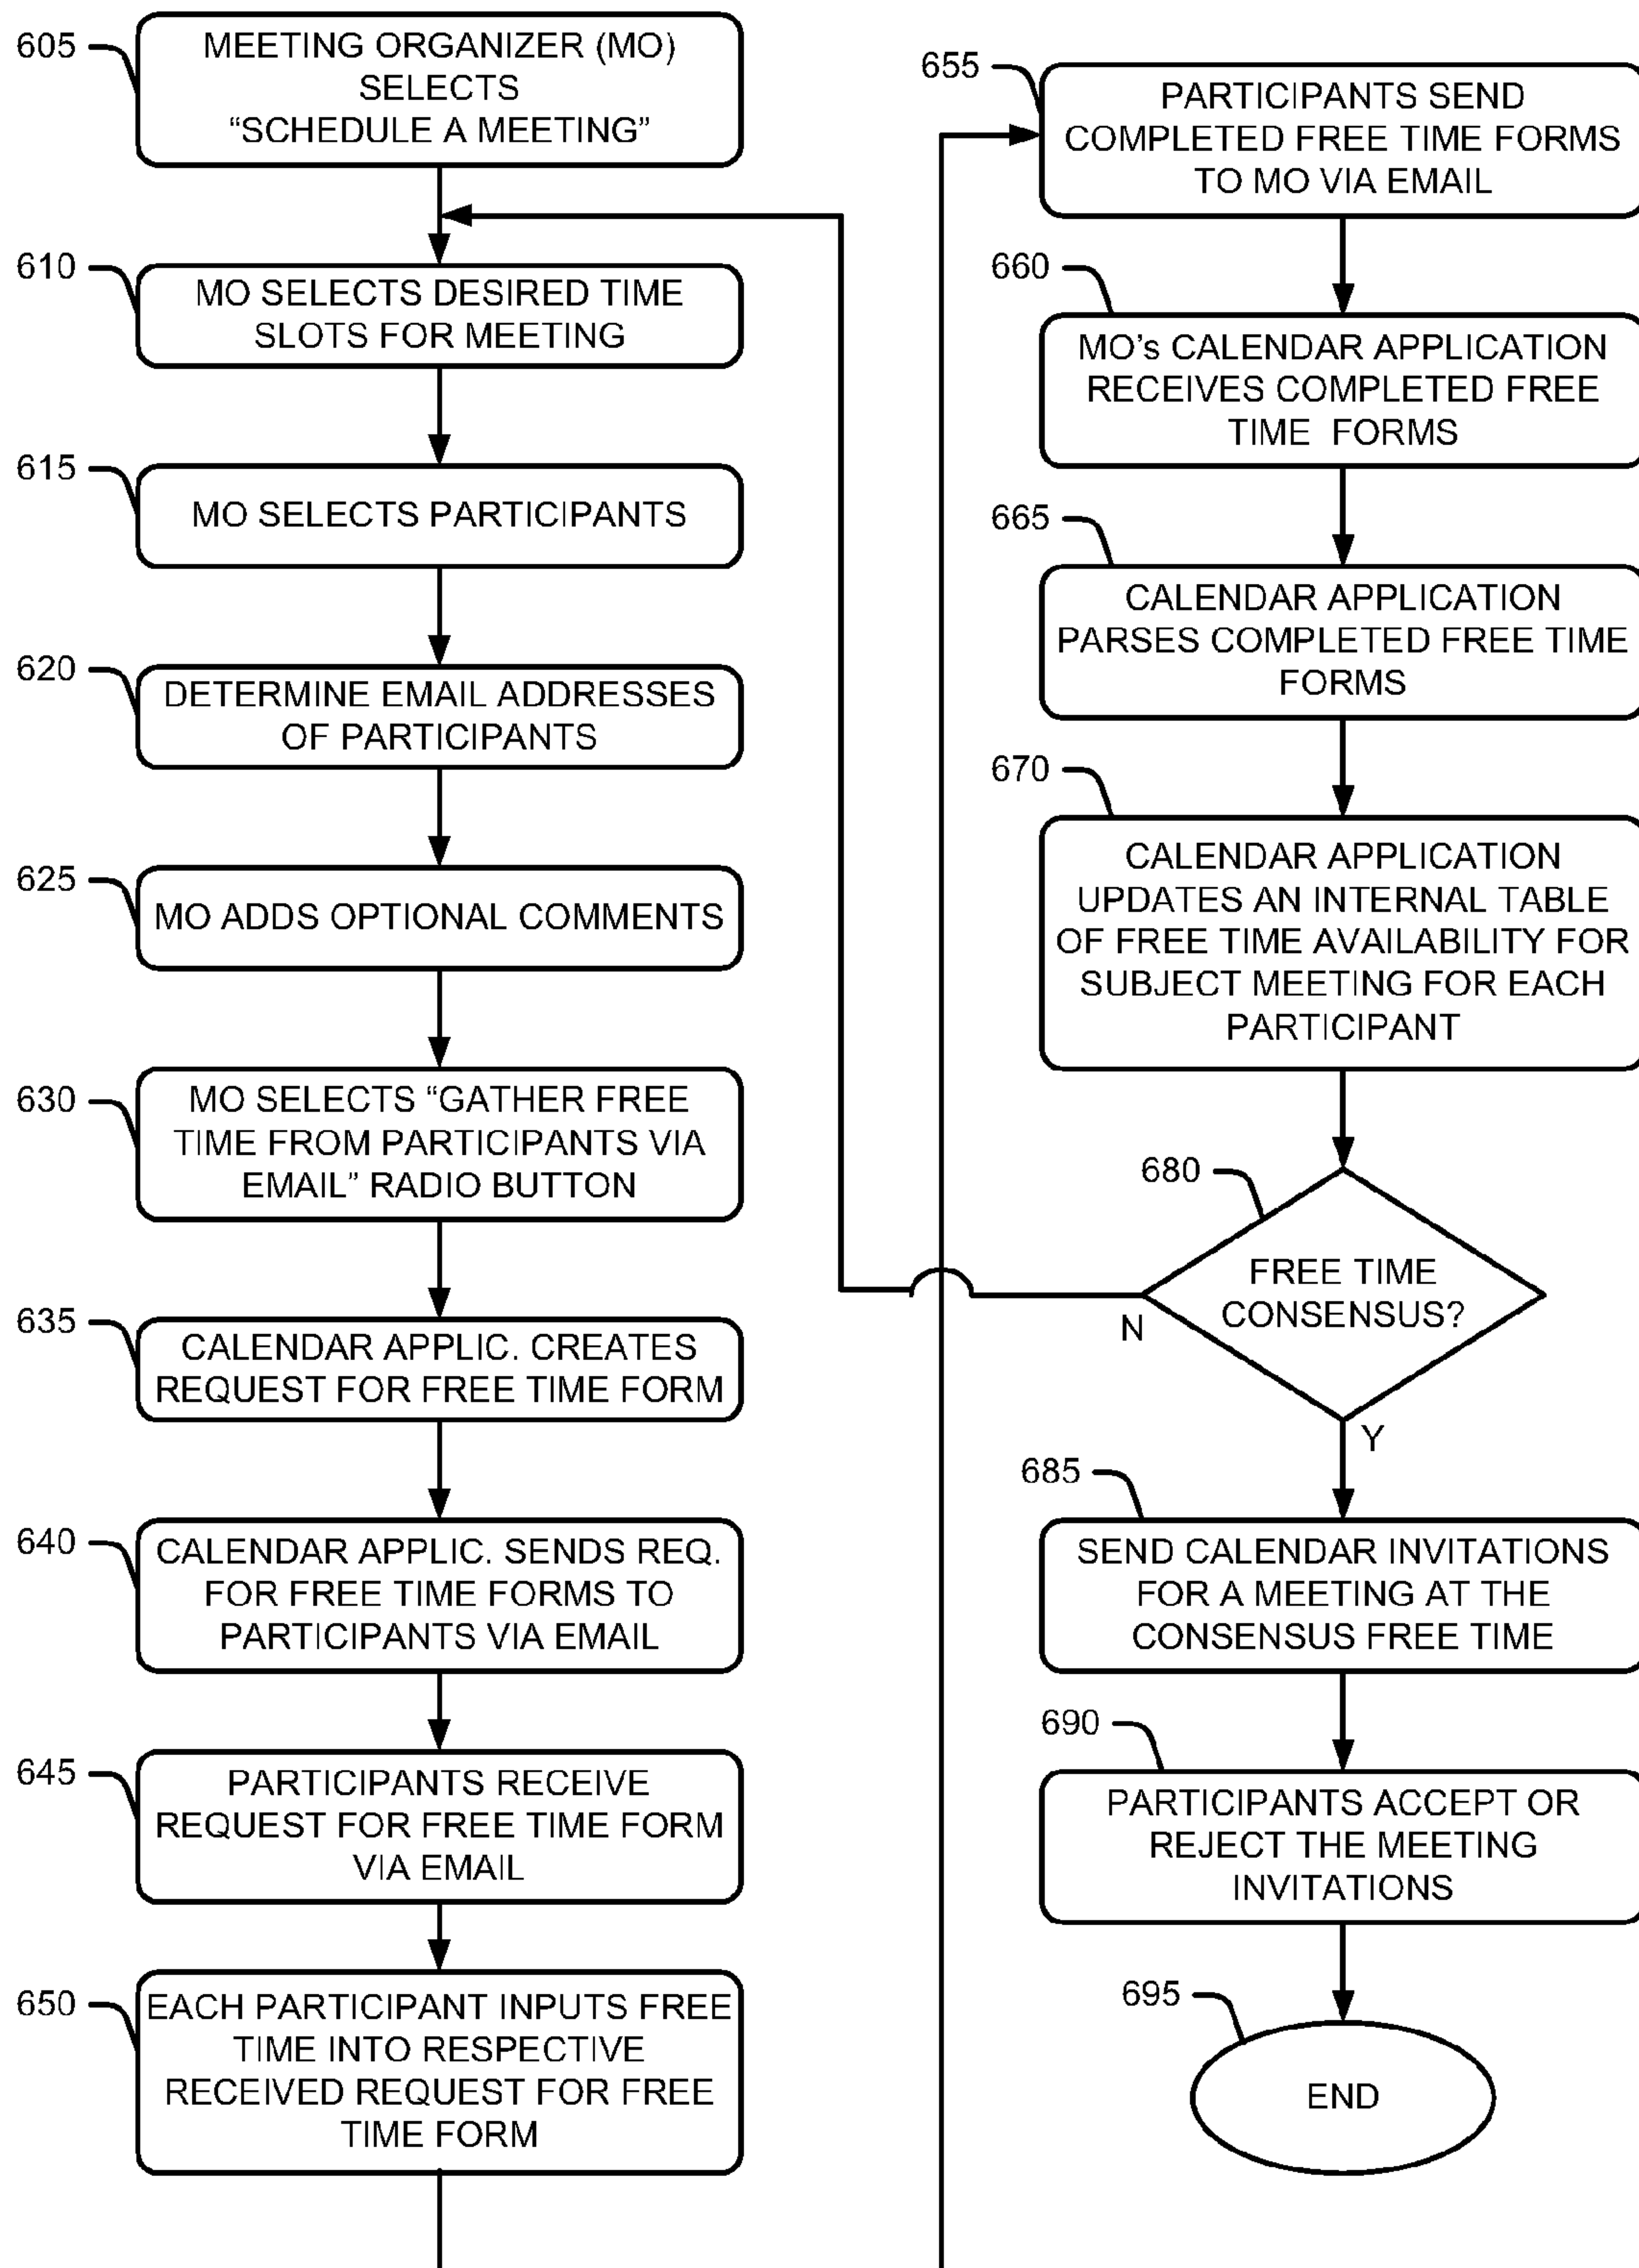 605
MEETING ORGANIZER (MO)
SELECTS
“SCHEDULE A MEETING”
610
MO SELECTS DESIRED TIME
SLOTS FOR MEETING
615
MO SELECTS PARTICIPANTS
620
DETERMINE EMAIL ADDRESSES
OF PARTICIPANTS
625
MO ADDS OPTIONAL COMMENTS
630
MO SELECTS “GATHER FREE
TIME FROM PARTICIPANTS VIA
EMAIL” RADIO BUTTON
635
CALENDAR APPLIC. CREATES
REQUEST FOR FREE TIME FORM
640
CALENDAR APPLIC. SENDS REQ.
FOR FREE TIME FORMS TO
PARTICIPANTS VIA EMAIL
645
PARTICIPANTS RECEIVE
REQUEST FOR FREE TIME FORM
VIA EMAIL
650
EACH PARTICIPANT INPUTS FREE
TIME INTO RESPECTIVE
RECEIVED REQUEST FOR FREE
TIME FORM
655
PARTICIPANTS SEND
COMPLETED FREE TIME FORMS
TO MO VIA EMAIL
660
MO's CALENDAR APPLICATION
RECEIVES COMPLETED FREE
TIME FORMS
665
CALENDAR APPLICATION
PARSES COMPLETED FREE TIME
FORMS
670
CALENDAR APPLICATION
UPDATES AN INTERNAL TABLE
OF FREE TIME AVAILABILITY FOR
SUBJECT MEETING FOR EACH
PARTICIPANT
680
FREE TIME
CONSENSUS?
N
Y
685
SEND CALENDAR INVITATIONS
FOR A MEETING AT THE
CONSENSUS FREE TIME
690
PARTICIPANTS ACCEPT OR
REJECT THE MEETING
INVITATIONS
695
END